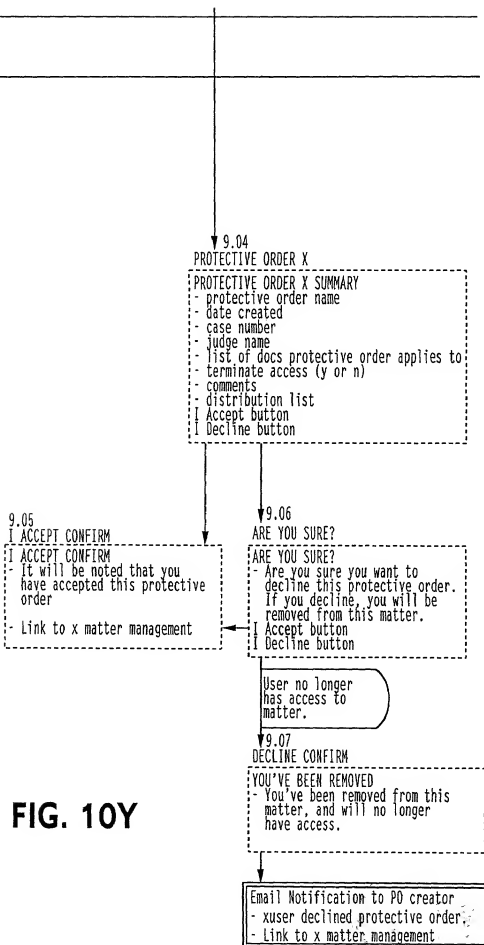 9.04
PROTECTIVE ORDER X
PROTECTIVE ORDER X SUMMARY
- protective order name
- date created
- case number
- judge name
- list of docs protective order applies to
- terminate access (y or n)
- comments
- distribution list
I Accept button
I Decline button
9.05
I ACCEPT CONFIRM
I ACCEPT CONFIRM
- It will be noted that you
have accepted this protective
order
- Link to x matter management
9.06
ARE YOU SURE?
ARE YOU SURE?
- Are you sure you want to
decline this protective order.
If you decline, you will be
removed from this matter.
I Accept button
I Decline button
User no longer
has access to
matter.
9.07
DECLINE CONFIRM
YOU'VE BEEN REMOVED
- You've been removed from this
matter, and will no longer
have access.
FIG. 10Y
Email Notification to PO creator
- xuser declined protective order.
- Link to x matter management